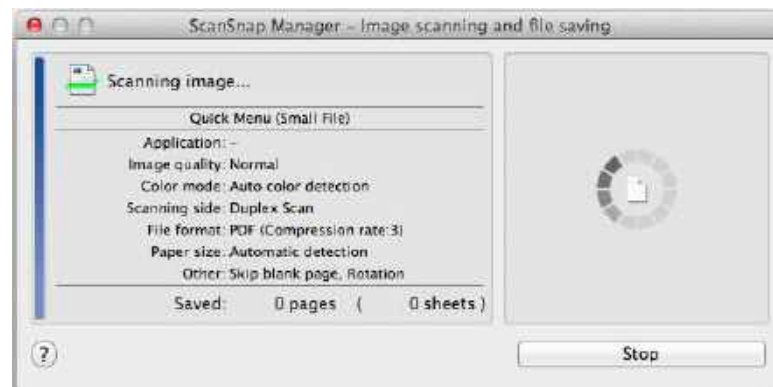 ScanSnap Manager – Image scanning and file saving
Scanning image...
Quick Menu (Small File)
Application: –
Image quality: Normal
Color mode: Auto color detection
Scanning side: Duplex Scan
File format: PDF (Compression rate:3)
Paper size: Automatic detection
Other: Skip blank page, Rotation
Saved: 0 pages ( 0 sheets )
? Stop